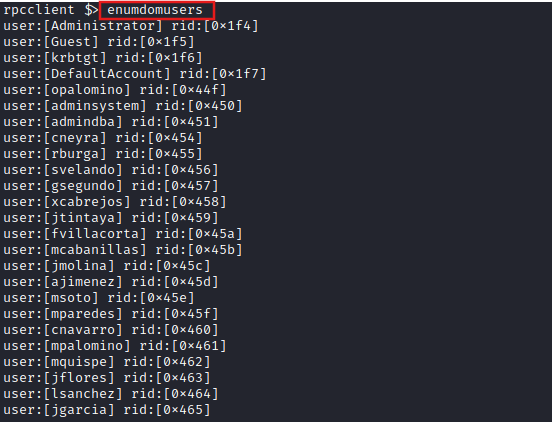 rpcclient $> enumdomusers
user:[Administrator] rid:[0×1f4]
user:[Guest] rid:[0×1f5]
user:[krbtgt] rid:[0×1f6]
user:[DefaultAccount] rid:[0×1f7]
user:[opalomino] rid:[0×44f]
user:[adminsystem] rid:[0×450]
user:[admindba] rid:[0×451]
user:[cneyra] rid:[0×454]
user:[rburga] rid:[0×455]
user:[svelando] rid:[0×456]
user:[gsegundo] rid:[0×457]
user:[xcabrejos] rid:[0×458]
user:[jtintaya] rid:[0×459]
user:[fvillacorta] rid:[0×45a]
user:[mcabanillas] rid:[0×45b]
user:[jmolina] rid:[0×45c]
user:[ajimenez] rid:[0×45d]
user:[msoto] rid:[0×45e]
user:[mparedes] rid:[0×45f]
user:[cnavarro] rid:[0×460]
user:[mpalomino] rid:[0×461]
user:[mquispe] rid:[0×462]
user:[jflores] rid:[0×463]
user:[lsanchez] rid:[0×464]
user:[jgarcia] rid:[0×465]